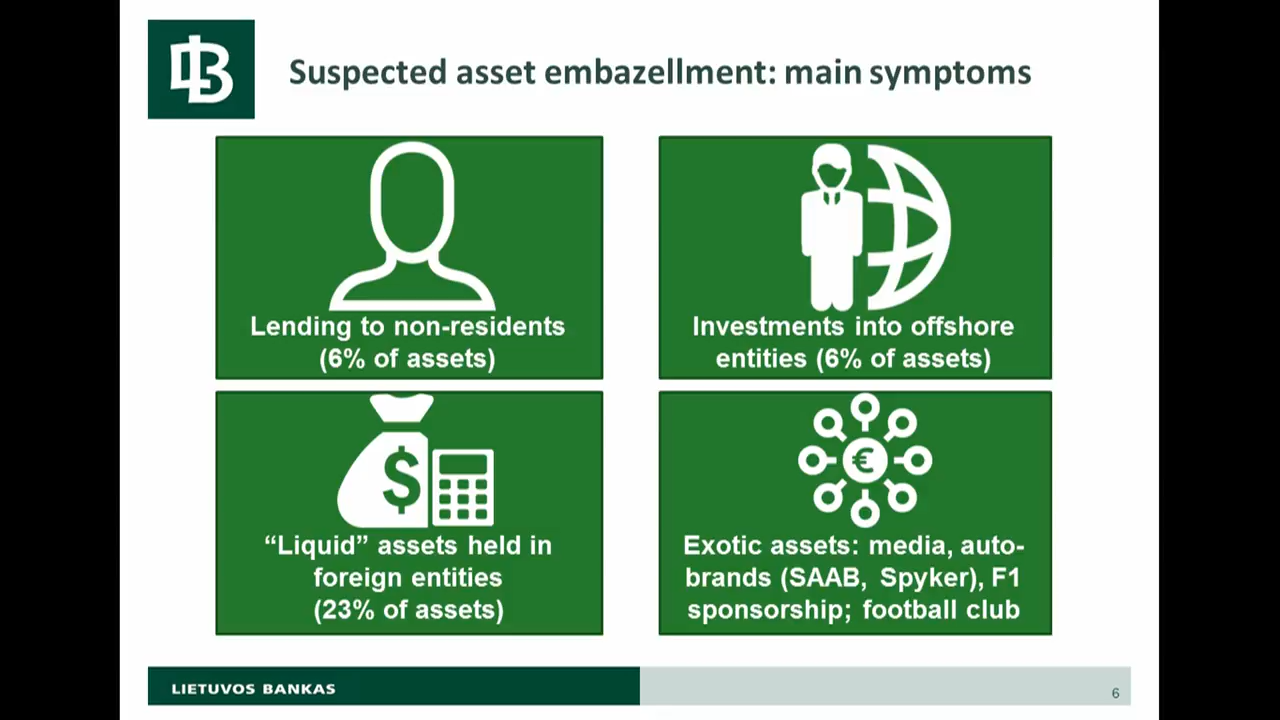 Suspected asset embazellment: main symptoms
Lending to non-residents
(6% of assets)
Investments into offshore
entities (6% of assets)
$
“Liquid” assets held in
foreign entities
(23% of assets)
€
Exotic assets: media, auto-
brands (SAAB, Spyker), F1
sponsorship; football club
LIETUVOS BANKAS
6